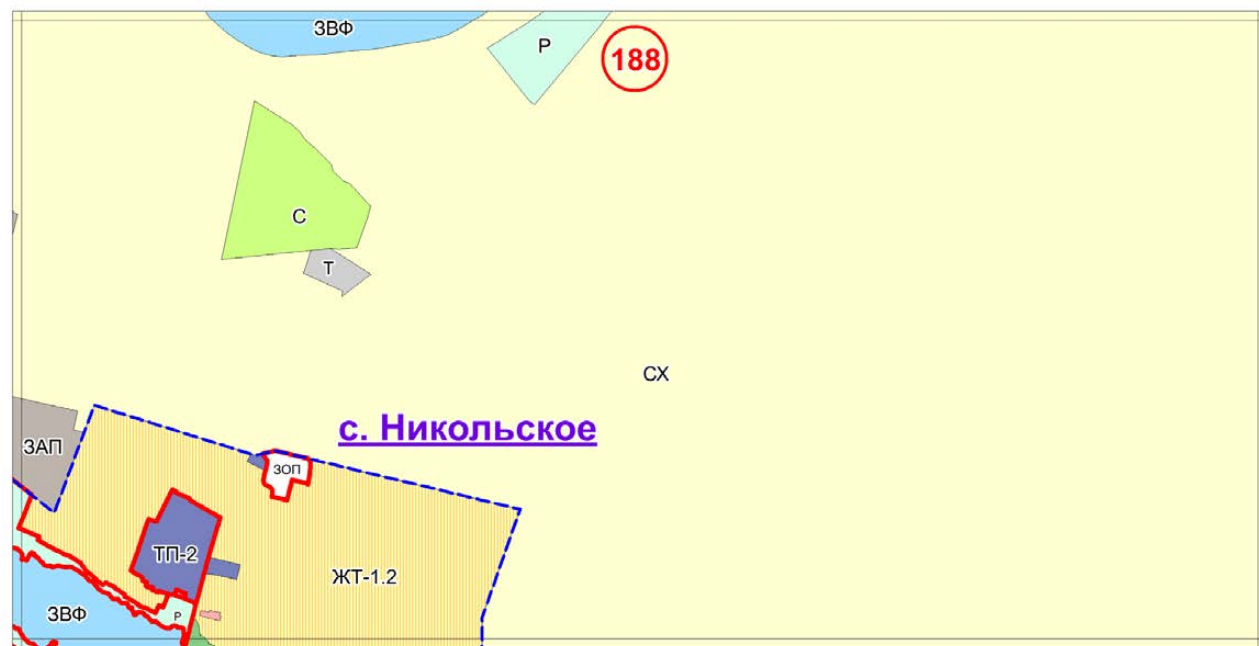 ЗВФ
Р
188
С
Т
СХ
с. Никольское
ЗАП
ЗОП
ТП-2
ЖТ-1.2
ЗВФ
Р